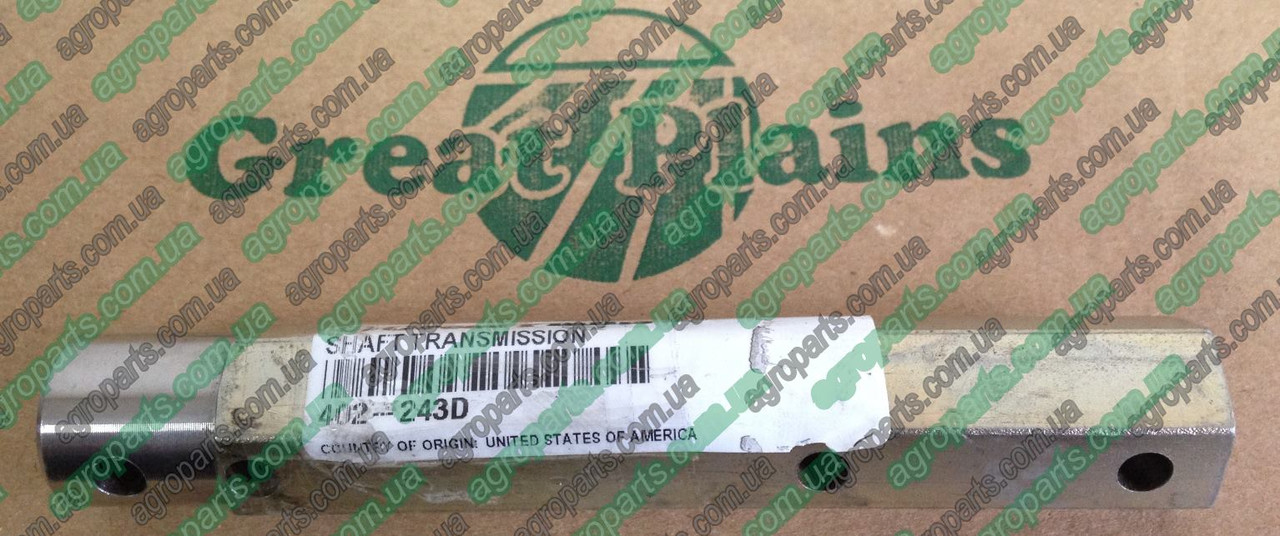 Great Plains
SHAFT TRANSMISSION
402-243D
COUNTRY OF ORIGIN: UNITED STATES OF AMERICA
agroparts.com.ua